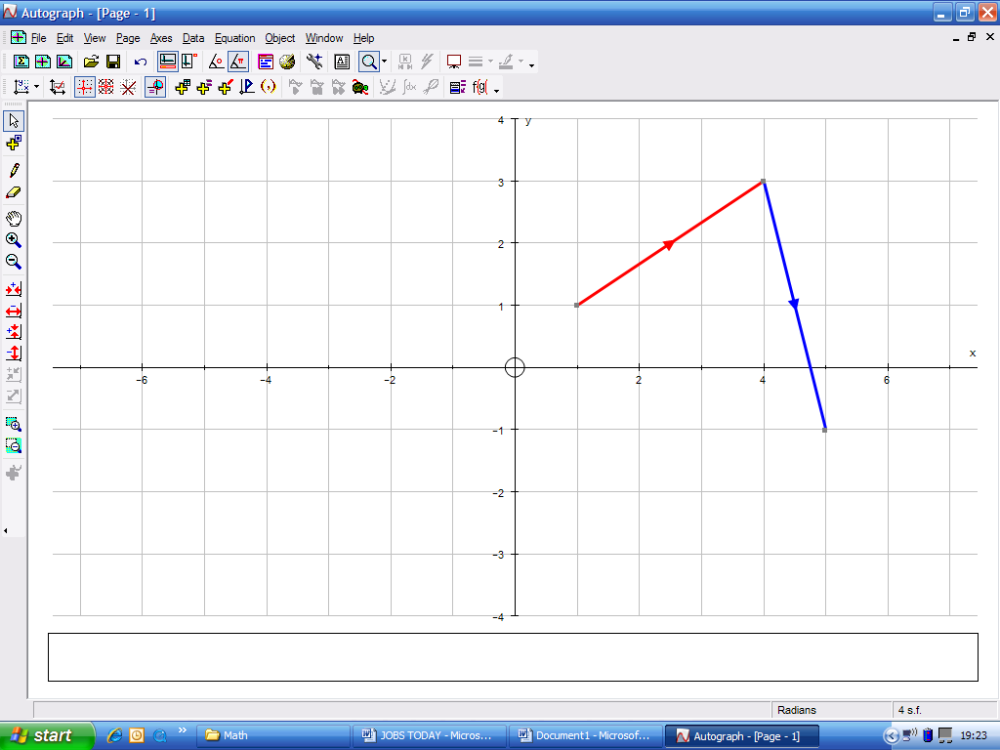 Autograph - [Page - 1]
File Edit View Page Axes Data Equation Object Window Help
4 y
3
2
1
x
−6 −4 −2 2 4 6
−1
−2
−3
−4
Radians 4 s.f.
start Math JOBS TODAY - Micros... Document1 - Microsof... Autograph - [Page - 1] 19:23